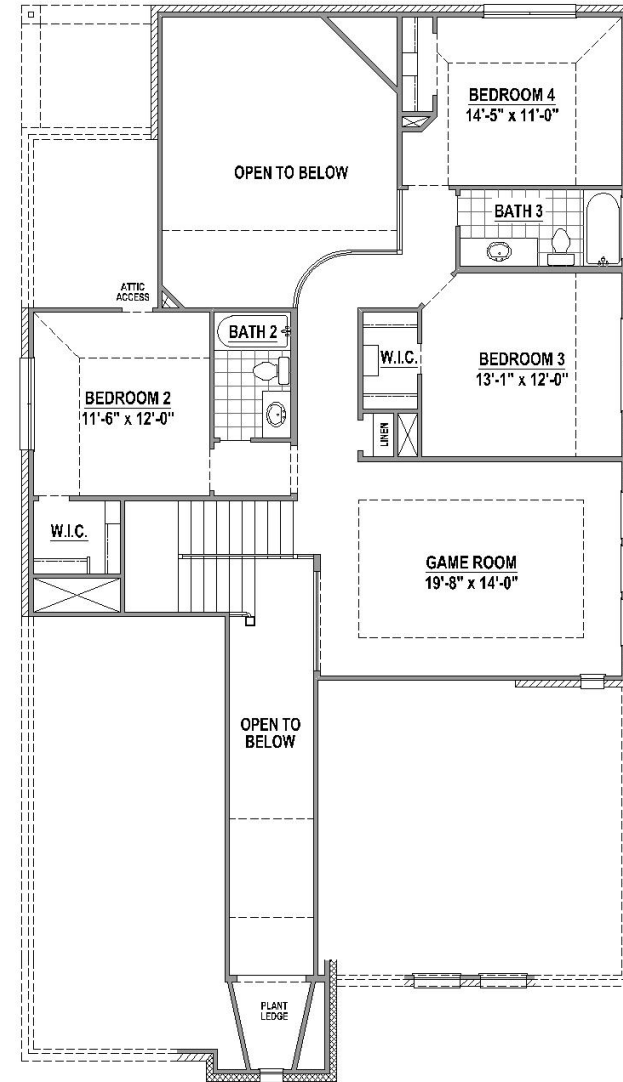 BEDROOM 4
14'-5" x 11'-0"
OPEN TO BELOW
BATH 3
ATTIC
ACCESS
BATH 2
W.I.C.
BEDROOM 3
13'-1" x 12'-0"
BEDROOM 2
11'-6" x 12'-0"
LINEN
W.I.C.
GAME ROOM
19'-8" x 14'-0"
OPEN TO
BELOW
PLANT
LEDGE